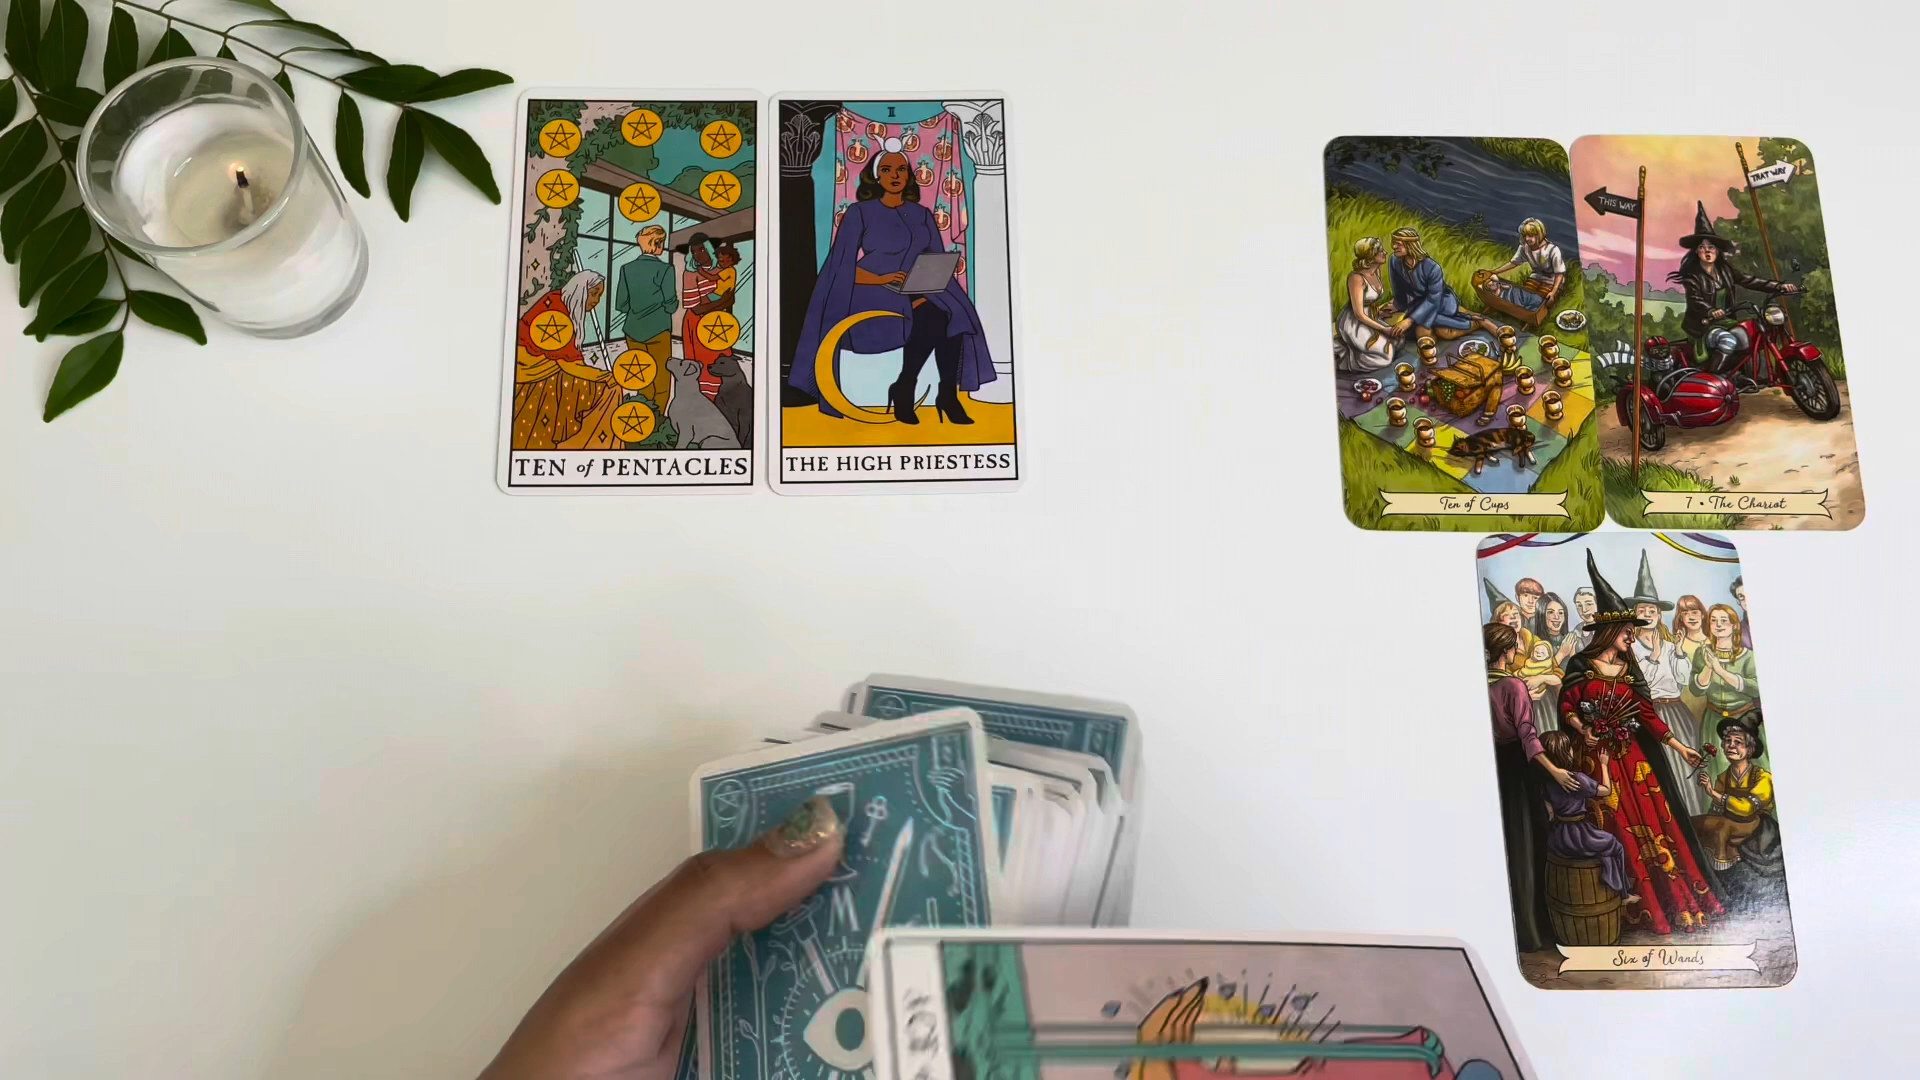 II
TEN of PENTACLES
THE HIGH PRIESTESS
THIS WAY
THAT WAY
Ten of Cups
7 • The Chariot
Six of Wands